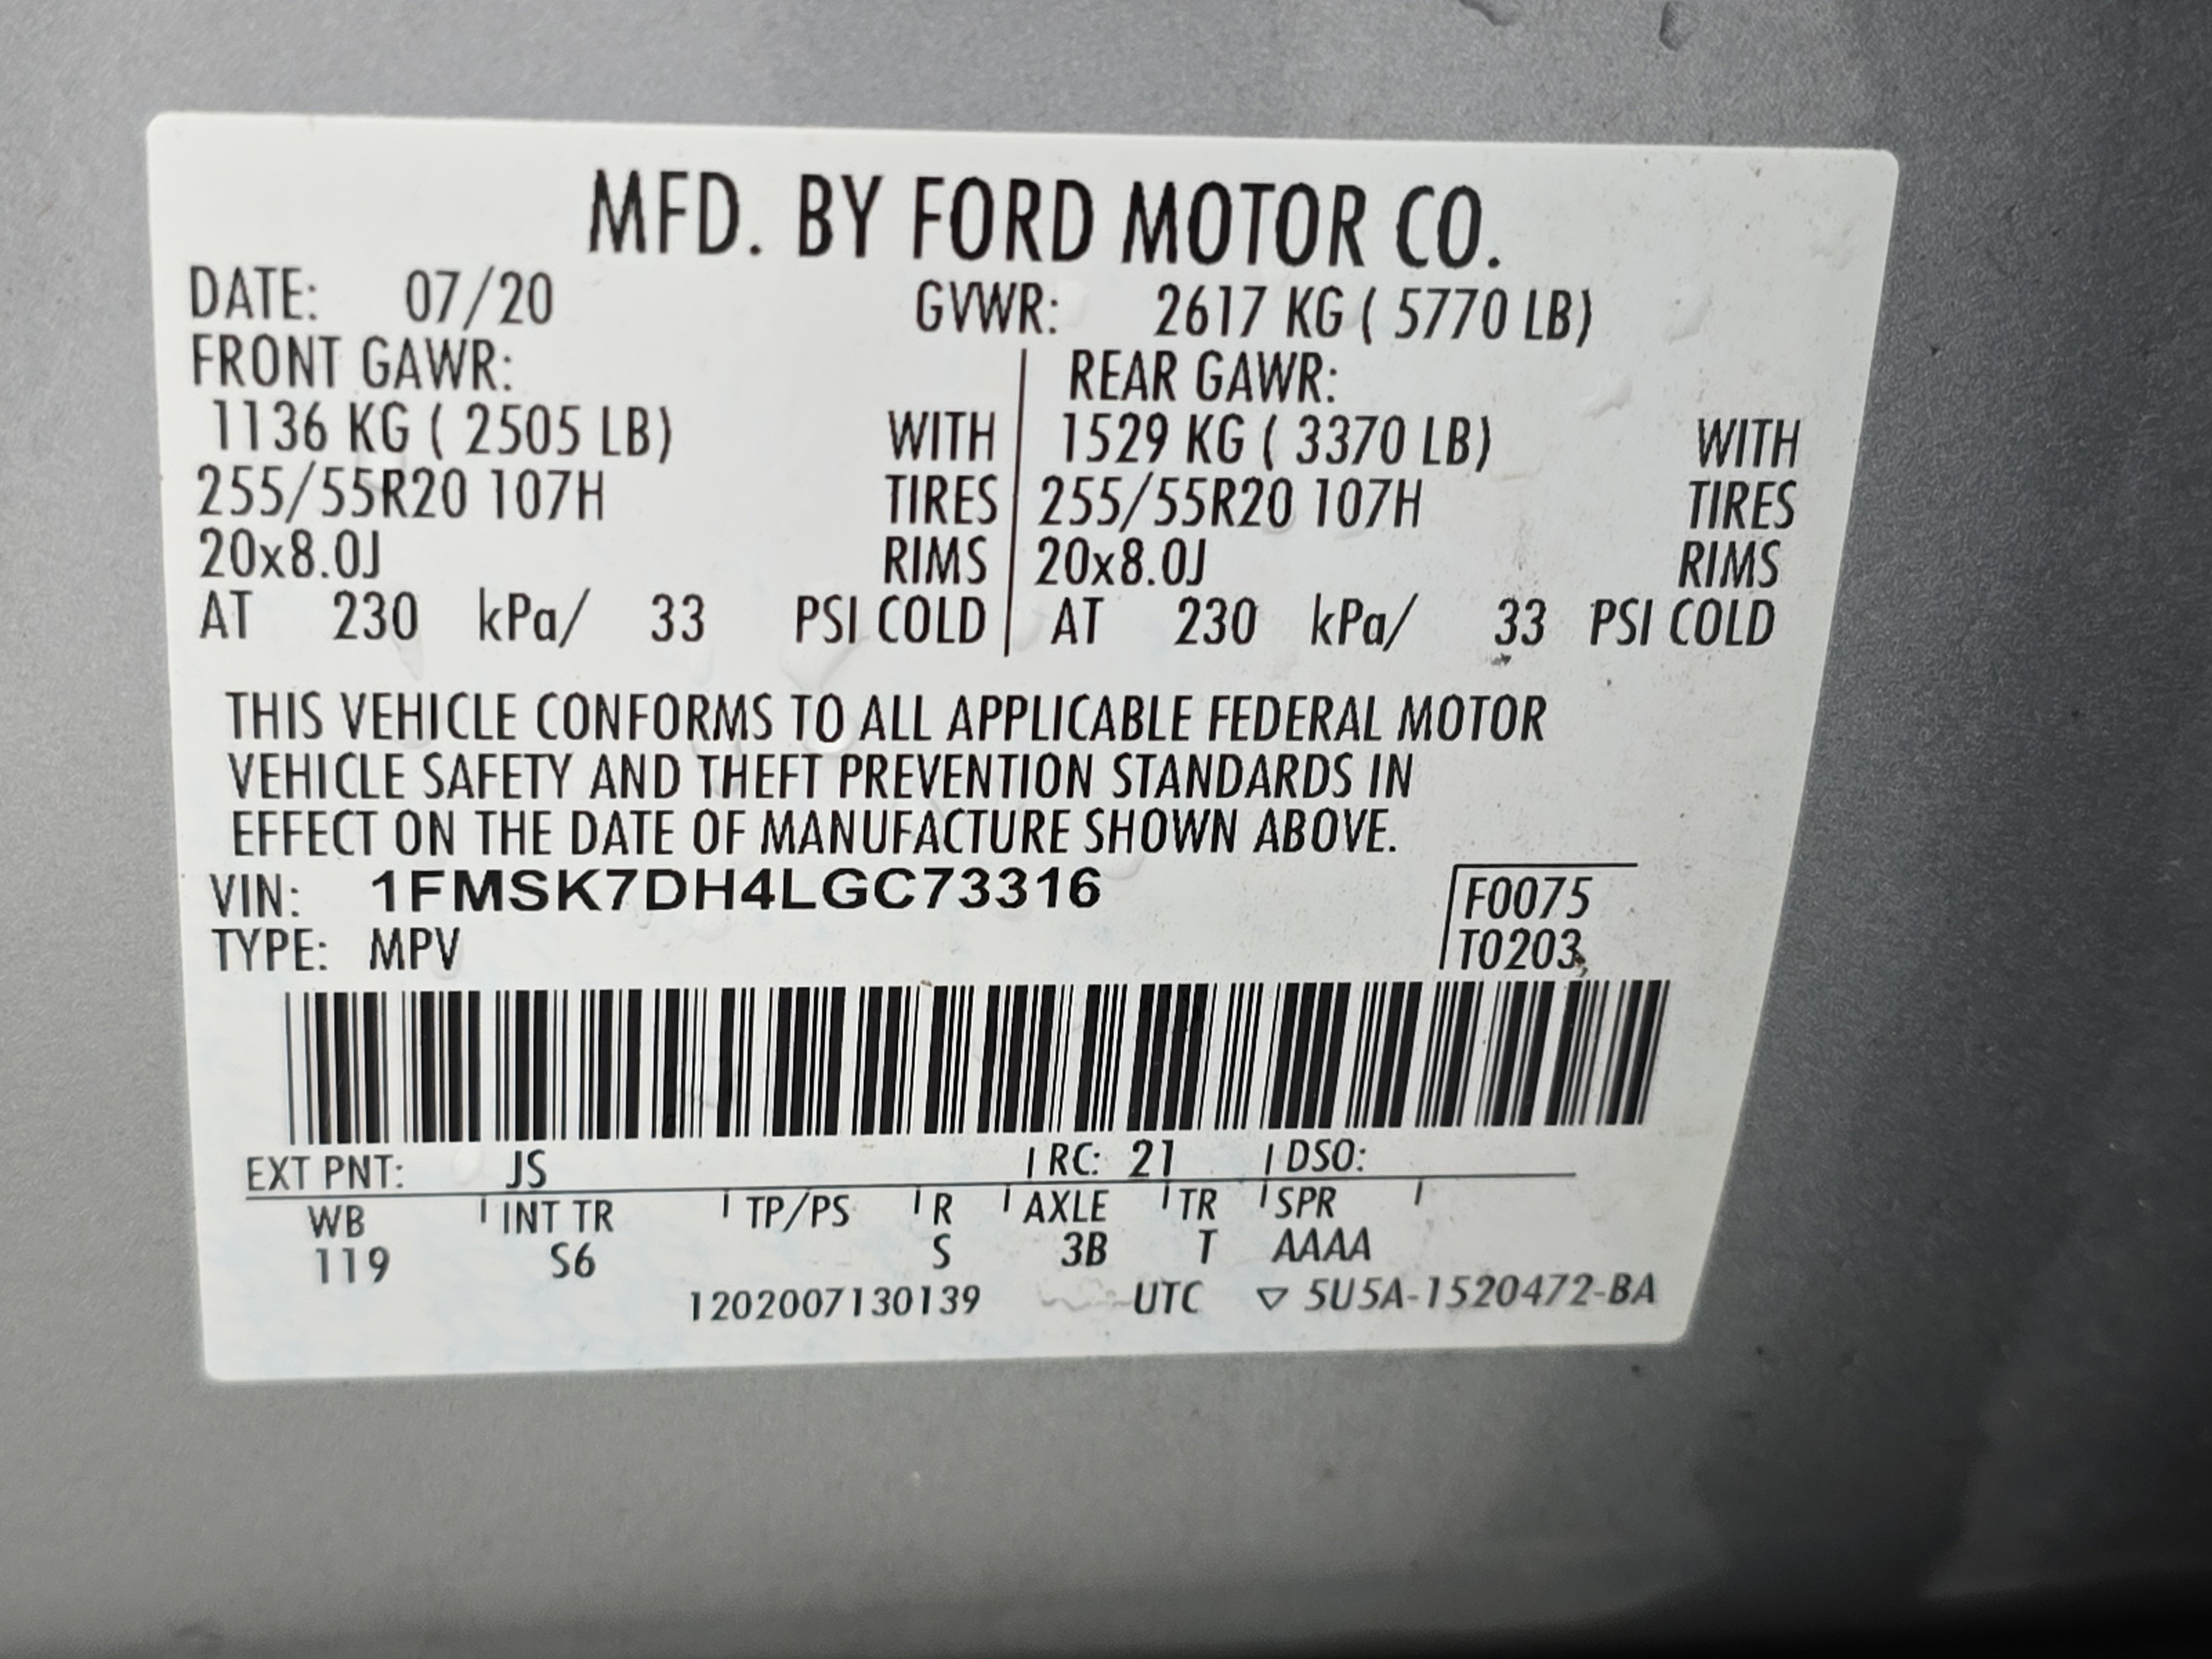 MFD. BY FORD MOTOR CO.
DATE: 07/20 GVWR: 2617 KG ( 5770 LB)
FRONT GAWR: REAR GAWR:
1136 KG ( 2505 LB) WITH 1529 KG ( 3370 LB) WITH
255/55R20 107H TIRES 255/55R20 107H TIRES
20x8.0J RIMS 20x8.0J RIMS
AT 230 kPa/ 33 PSI COLD AT 230 kPa/ 33 PSI COLD
THIS VEHICLE CONFORMS TO ALL APPLICABLE FEDERAL MOTOR
VEHICLE SAFETY AND THEFT PREVENTION STANDARDS IN
EFFECT ON THE DATE OF MANUFACTURE SHOWN ABOVE.
VIN: 1FMSK7DH4LGC73316 F0075
TYPE: MPV T0203
EXT PNT: JS RC: 21 DSO:
WB INT TR TP/PS R AXLE TR SPR
119 S6 S 3B T AAAA
1202007130139 UTC ▽ 5U5A-1520472-BA